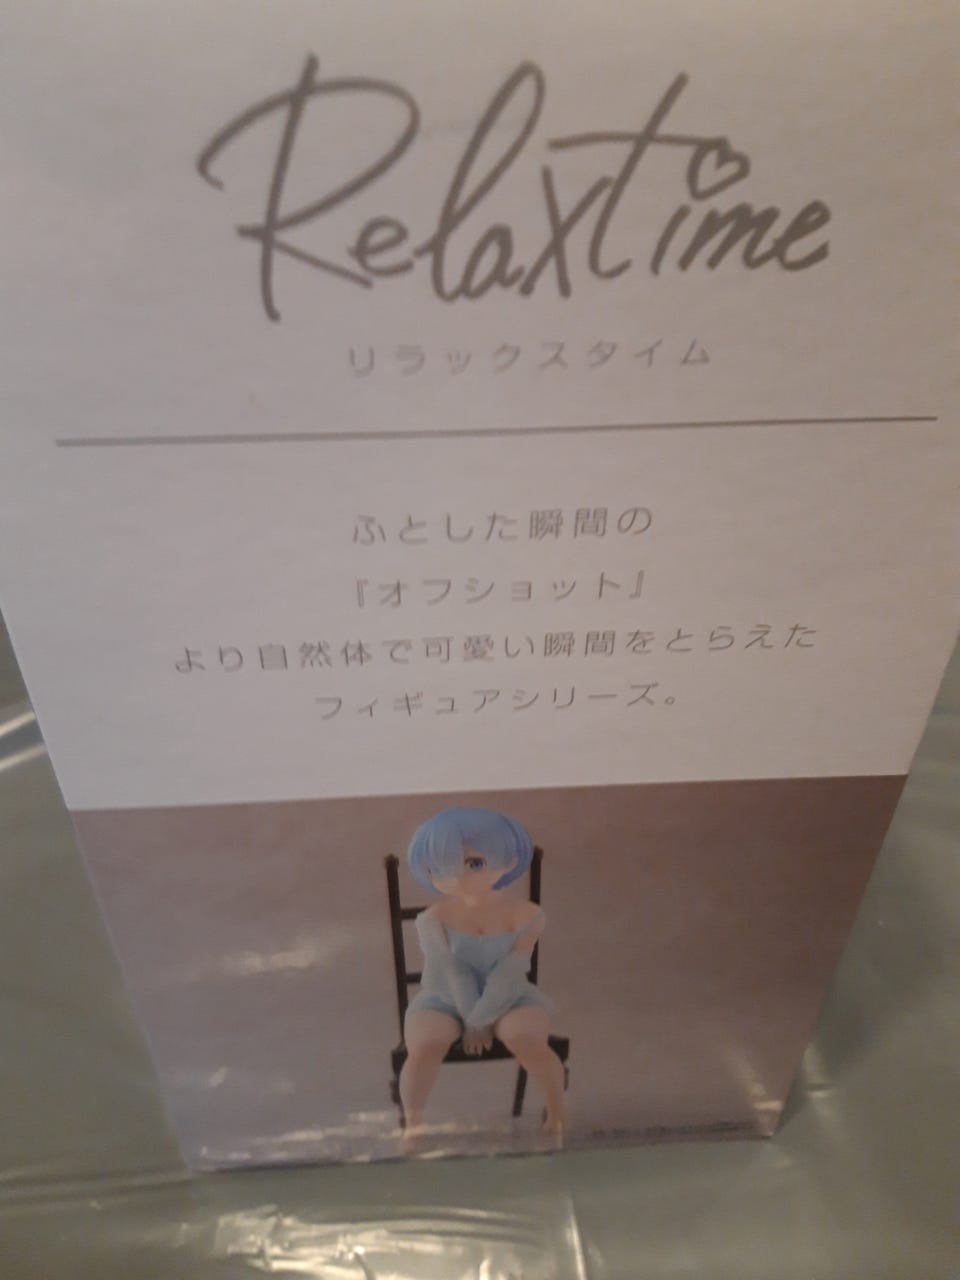 Relaxtime
リラックスタイム
ふとした瞬間の
『オフショット』
より自然体で可愛い瞬間をとらえた
フィギュアシリーズ。